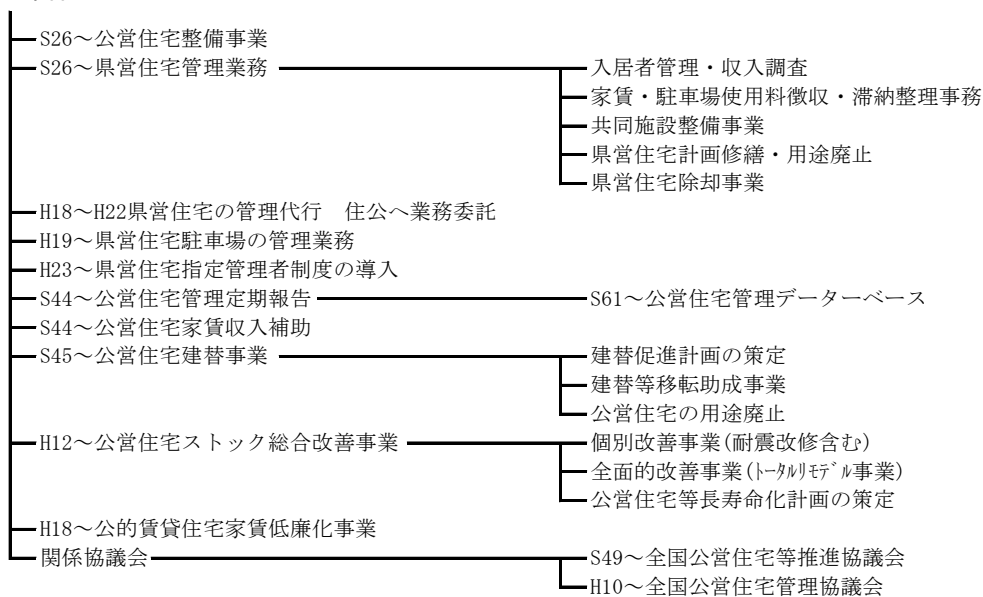 S26～公営住宅整備事業
S26～県営住宅管理業務 入居者管理・収入調査
家賃・駐車場使用料徴収・滞納整理事務
共同施設整備事業
県営住宅計画修繕・用途廃止
県営住宅除却事業
H18～H22県営住宅の管理代行　住公へ業務委託
H19～県営住宅駐車場の管理業務
H23～県営住宅指定管理者制度の導入
S44～公営住宅管理定期報告 S61～公営住宅管理データーベース
S44～公営住宅家賃収入補助
S45～公営住宅建替事業 建替促進計画の策定
建替等移転助成事業
公営住宅の用途廃止
H12～公営住宅ストック総合改善事業 個別改善事業(耐震改修含む)
全面的改善事業(ﾄｰﾀﾙﾘﾓﾃﾞﾙ事業)
公営住宅等長寿命化計画の策定
H18～公的賃貸住宅家賃低廉化事業
関係協議会 S49～全国公営住宅等推進協議会
H10～全国公営住宅管理協議会